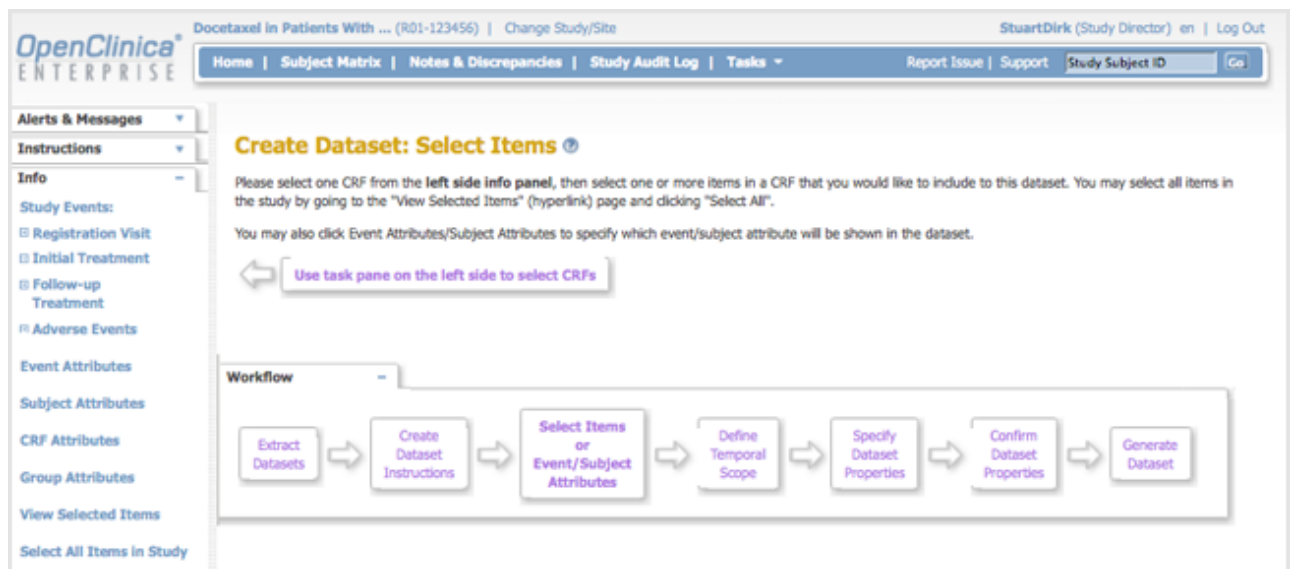 Docetaxel in Patients With ... (R01-123456) | Change Study/Site
StuartDirk (Study Director) en | Log Out
OpenClinica®
ENTERPRISE
Home | Subject Matrix | Notes & Discrepancies | Study Audit Log | Tasks
Report Issue | Support Study Subject ID Go
Alerts & Messages
Instructions
Info
Study Events:
Registration Visit
Initial Treatment
Follow-up
Treatment
Adverse Events
Event Attributes
Subject Attributes
CRF Attributes
Group Attributes
View Selected Items
Select All Items in Study
Create Dataset: Select Items ?
Please select one CRF from the left side info panel, then select one or more items in a CRF that you would like to include to this dataset. You may select all items in
the study by going to the "View Selected Items" (hyperlink) page and clicking "Select All".
You may also click Event Attributes/Subject Attributes to specify which event/subject attribute will be shown in the dataset.
Use task pane on the left side to select CRFs
Workflow
Extract
Datasets
Create
Dataset
Instructions
Select Items
or
Event/Subject
Attributes
Define
Temporal
Scope
Specify
Dataset
Properties
Confirm
Dataset
Properties
Generate
Dataset